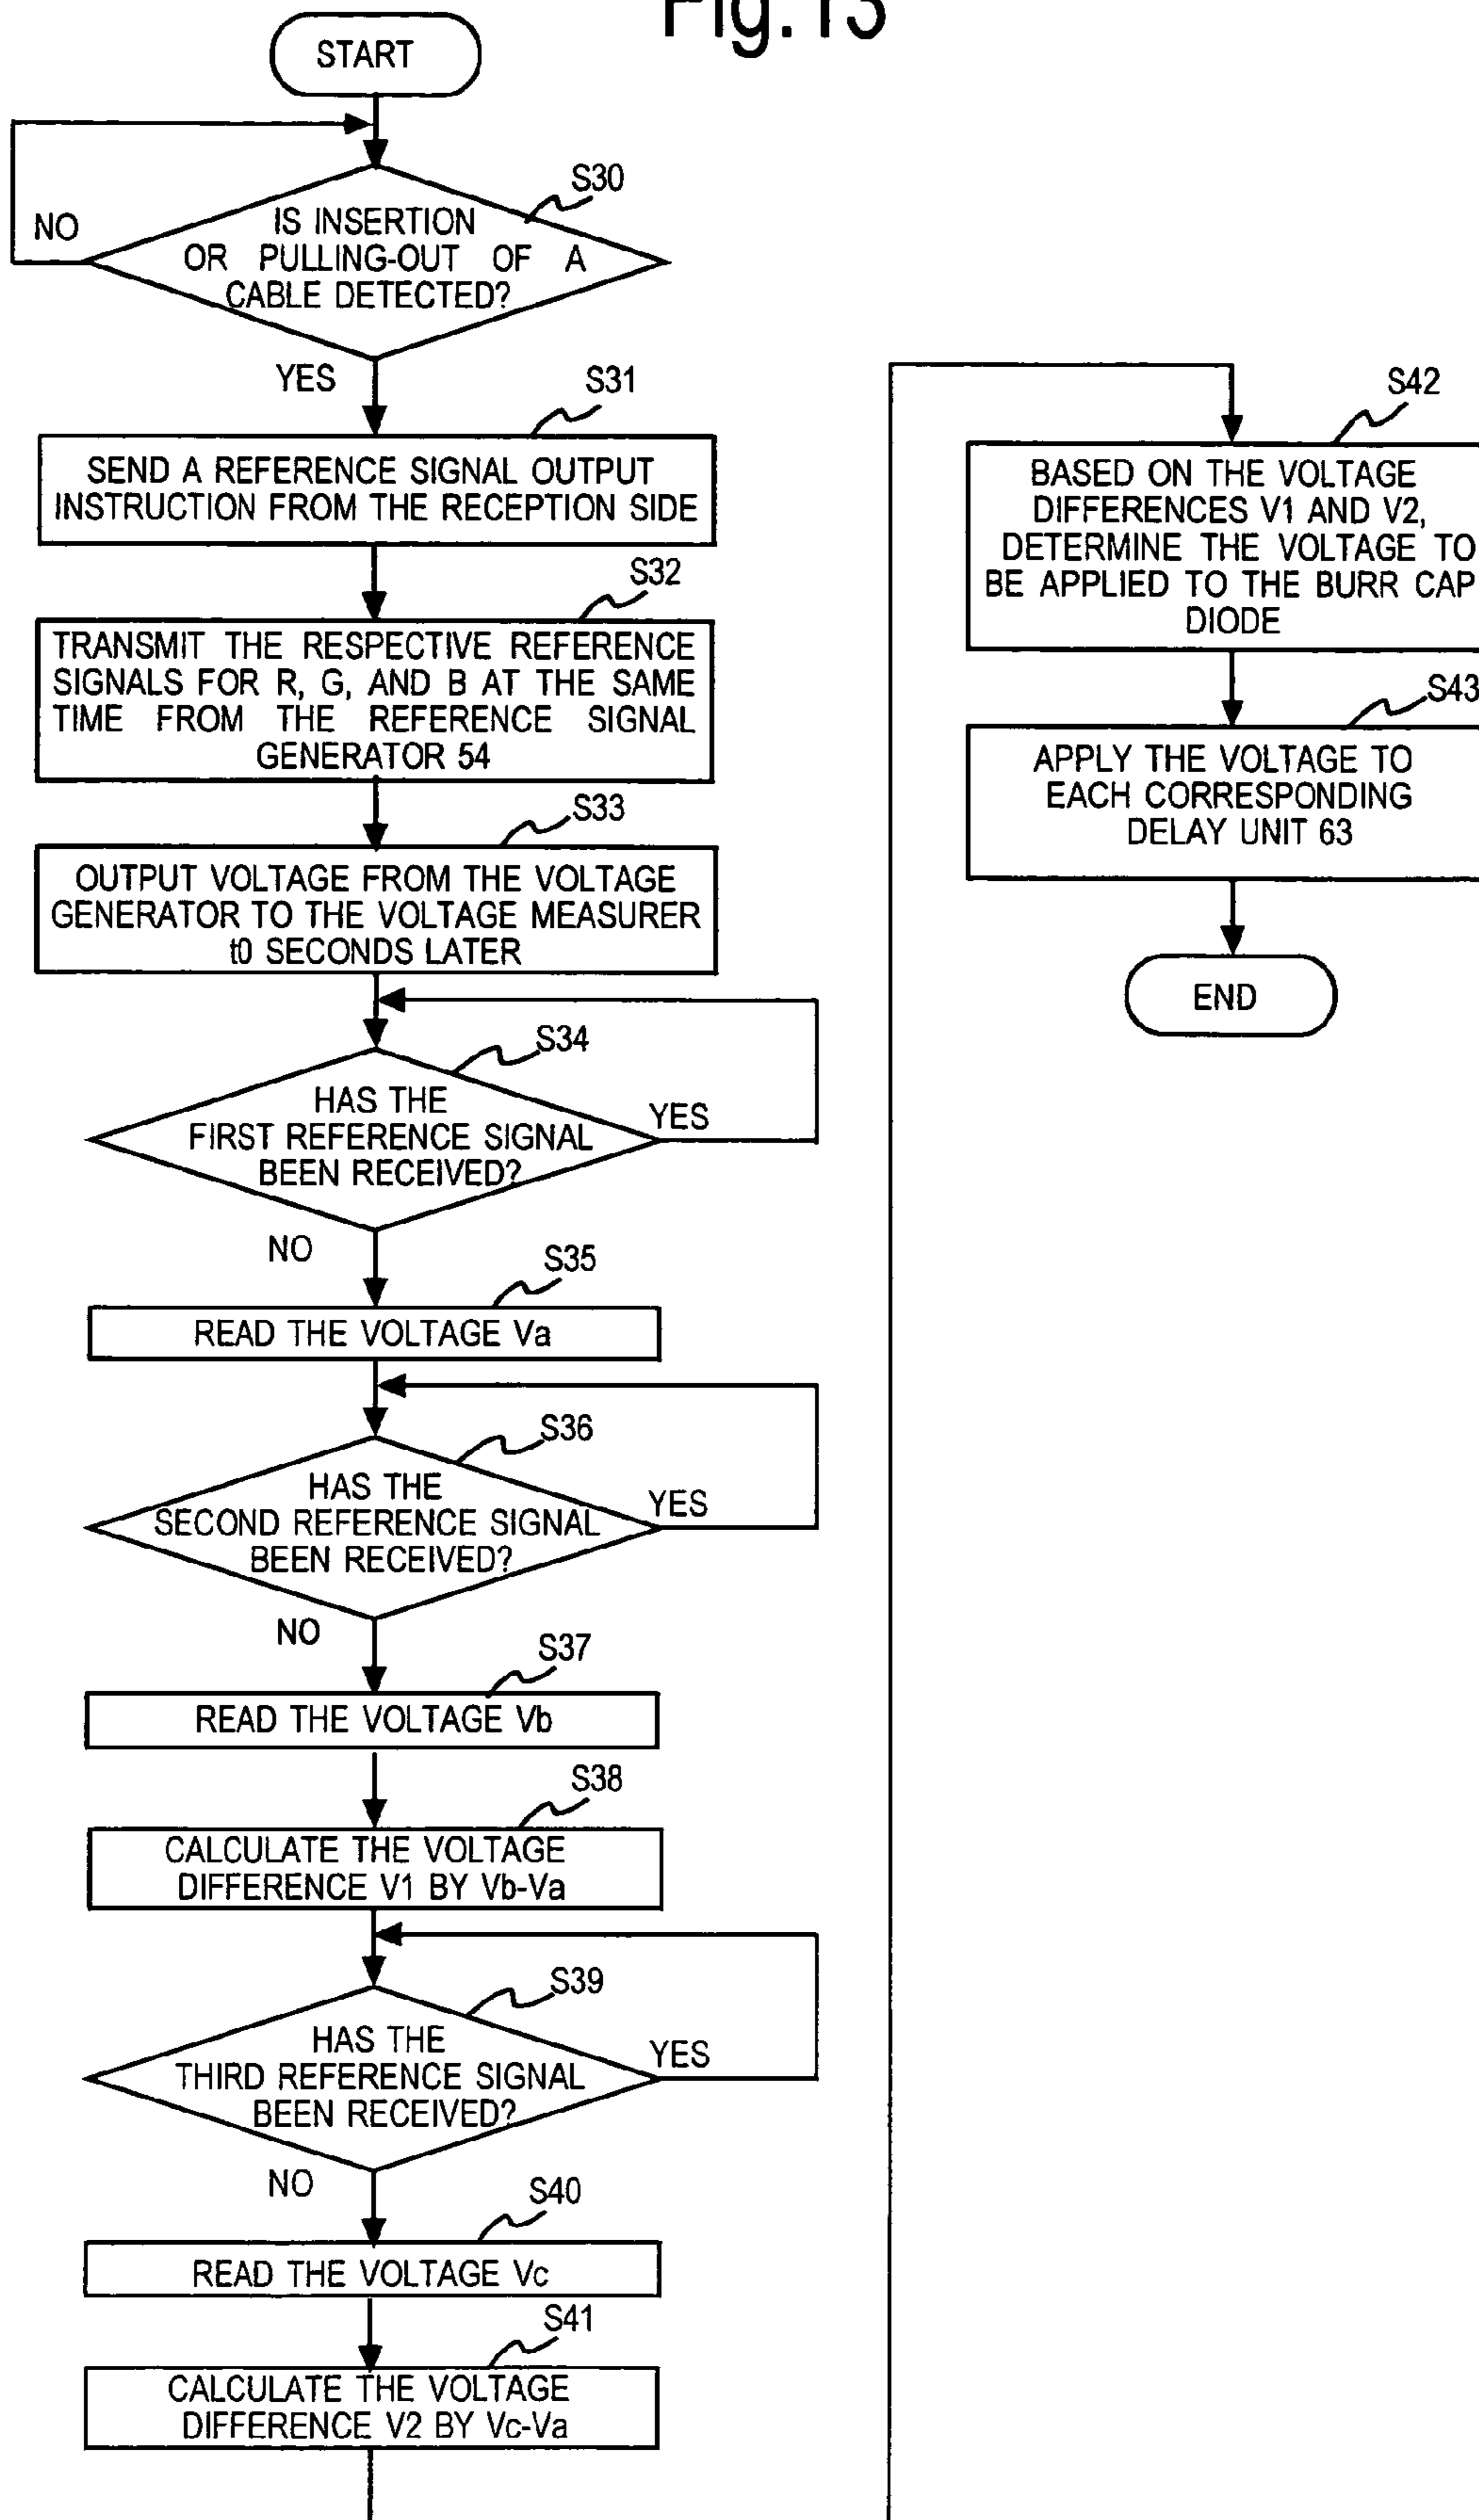 Fig.13
START
S30
IS INSERTION
OR PULLING-OUT OF A
CABLE DETECTED?
NO
YES
S31
SEND A REFERENCE SIGNAL OUTPUT
INSTRUCTION FROM THE RECEPTION SIDE
S32
TRANSMIT THE RESPECTIVE REFERENCE
SIGNALS FOR R, G, AND B AT THE SAME
TIME FROM THE REFERENCE SIGNAL
GENERATOR 54
S33
OUTPUT VOLTAGE FROM THE VOLTAGE
GENERATOR TO THE VOLTAGE MEASURER
t0 SECONDS LATER
S34
HAS THE
FIRST REFERENCE SIGNAL
BEEN RECEIVED?
YES
NO
S35
READ THE VOLTAGE Va
S36
HAS THE
SECOND REFERENCE SIGNAL
BEEN RECEIVED?
YES
NO
S37
READ THE VOLTAGE Vb
S38
CALCULATE THE VOLTAGE
DIFFERENCE V1 BY Vb-Va
S39
HAS THE
THIRD REFERENCE SIGNAL
BEEN RECEIVED?
YES
NO
S40
READ THE VOLTAGE Vc
S41
CALCULATE THE VOLTAGE
DIFFERENCE V2 BY Vc-Va
S42
BASED ON THE VOLTAGE
DIFFERENCES V1 AND V2,
DETERMINE THE VOLTAGE TO
BE APPLIED TO THE BURR CAP
DIODE
S43
APPLY THE VOLTAGE TO
EACH CORRESPONDING
DELAY UNIT 63
END